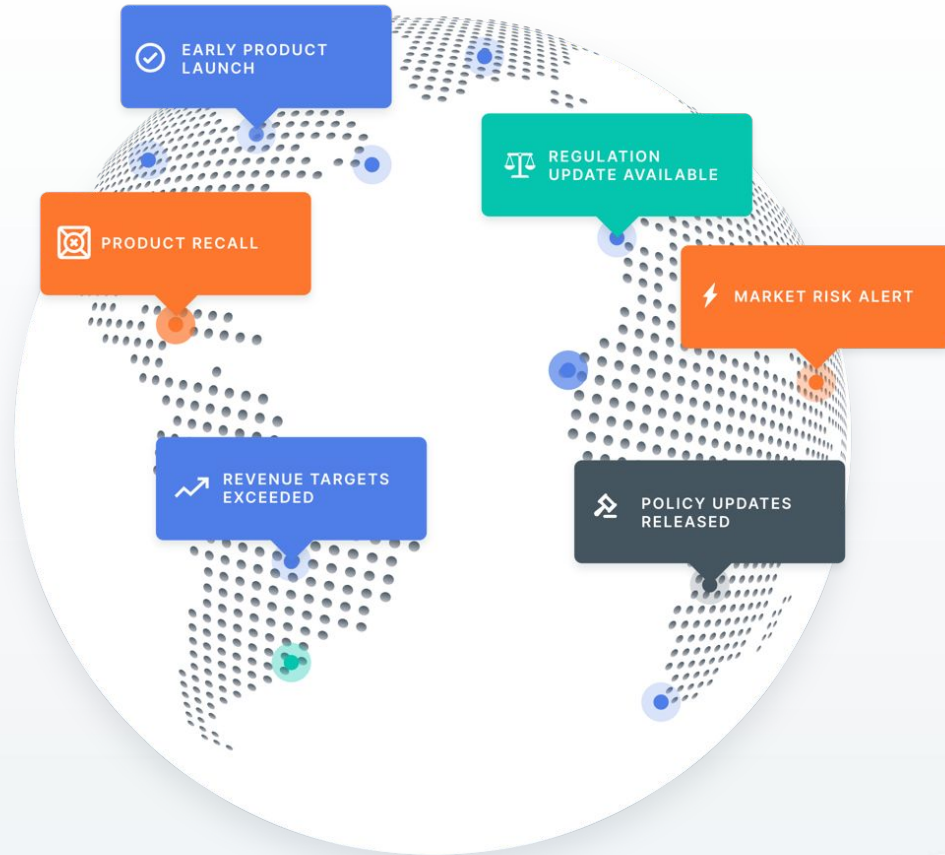 EARLY PRODUCT
LAUNCH
REGULATION
UPDATE AVAILABLE
PRODUCT RECALL
MARKET RISK ALERT
REVENUE TARGETS
EXCEEDED
POLICY UPDATES
RELEASED